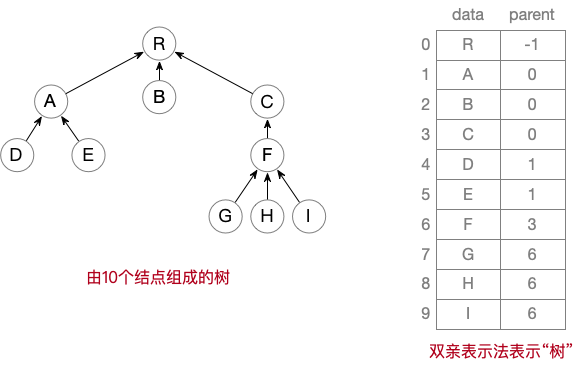 R
A
B
C
D
E
F
G
H
I
由10个结点组成的树
data parent
0 R -1
1 A 0
2 B 0
3 C 0
4 D 1
5 E 1
6 F 3
7 G 6
8 H 6
9 I 6
双亲表示法表示“树”